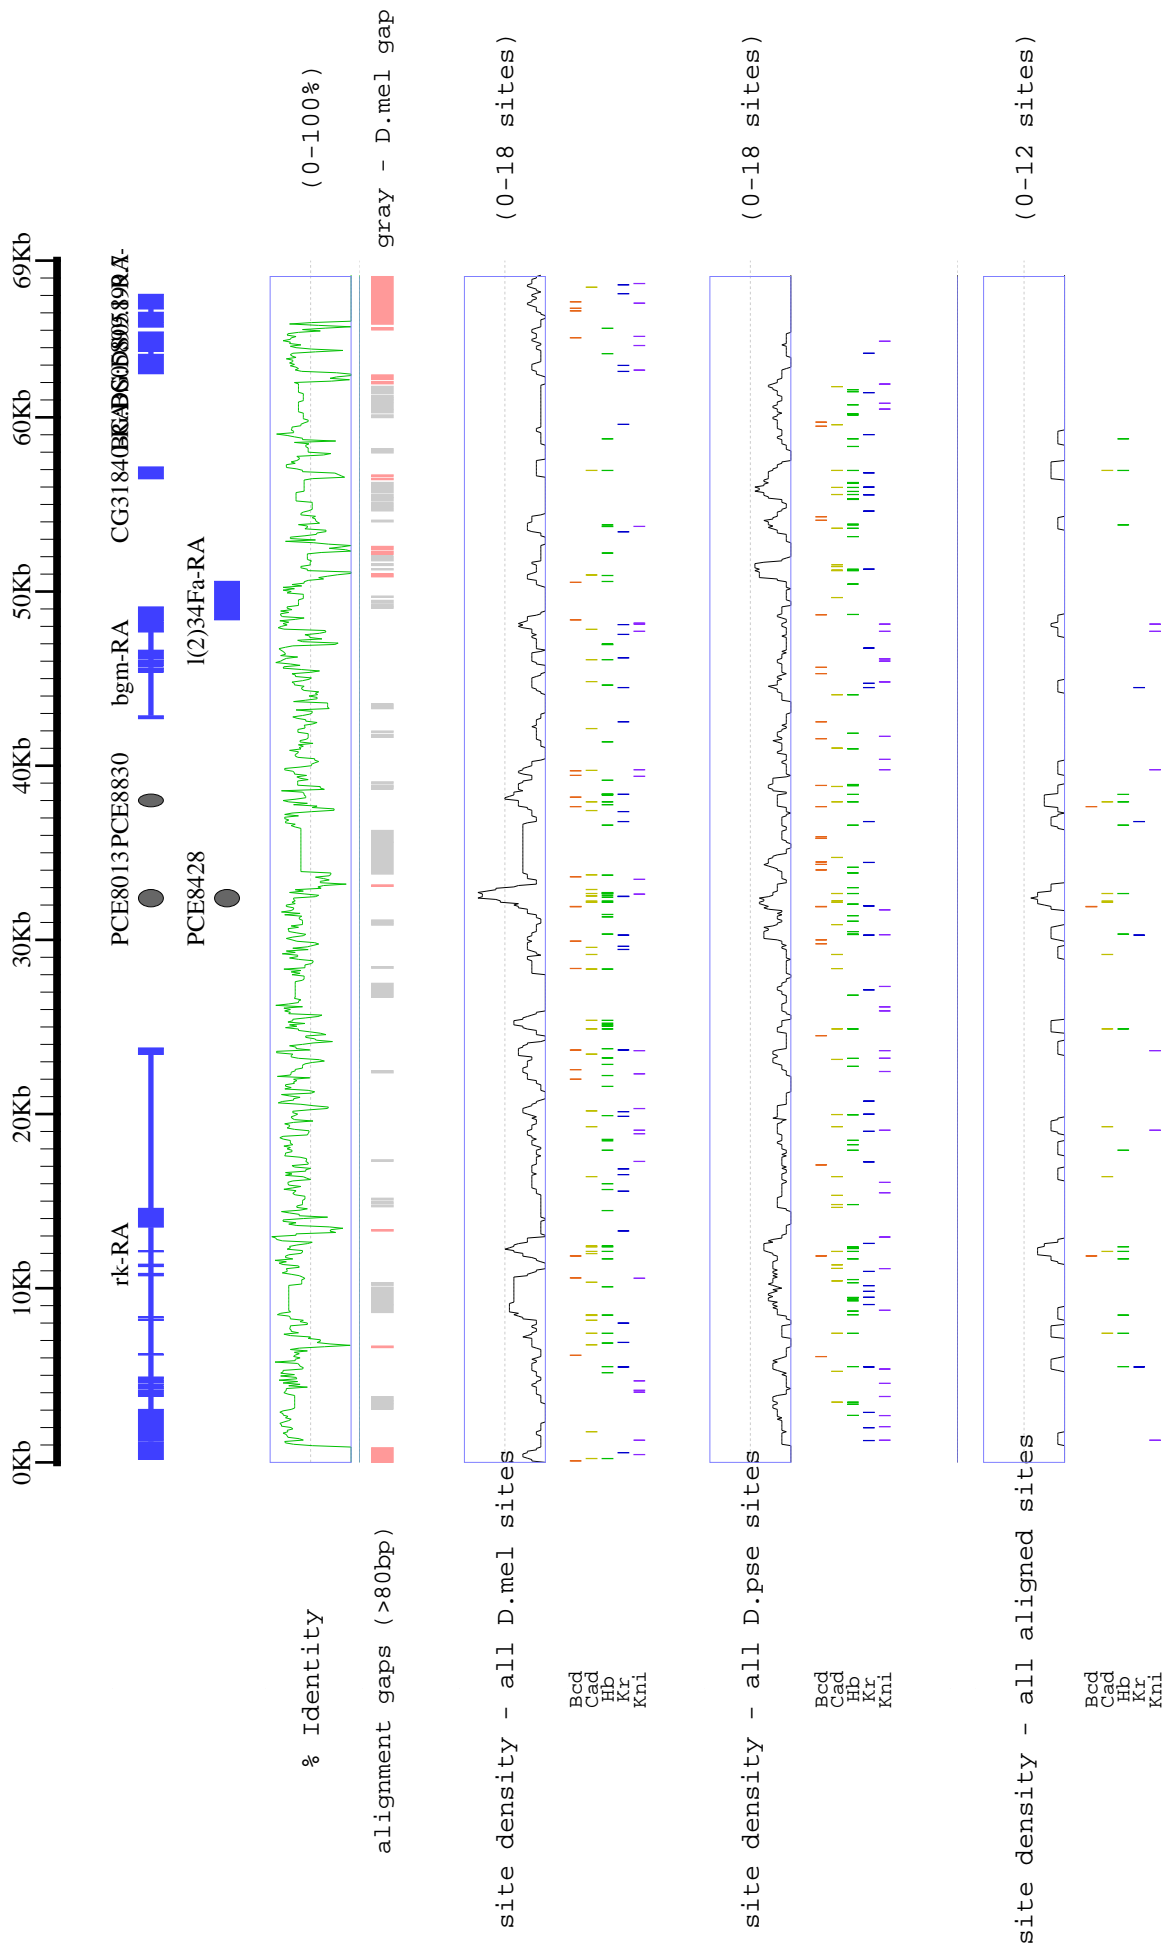 0Kb 10Kb 20Kb 30Kb 40Kb 50Kb 60Kb 69Kb
rk-RA PCE8013 PCE8830 bgm-RA CG31840-RA
PCE8428 l(2)34Fa-RA
% Identity (0-100%)
alignment gaps (>80bp) gray - D.mel gap
site density - all D.mel sites (0-18 sites)
Bcd
Cad
Hb
Kr
Kni
site density - all D.pse sites (0-18 sites)
Bcd
Cad
Hb
Kr
Kni
site density - all aligned sites (0-12 sites)
Bcd
Cad
Hb
Kr
Kni